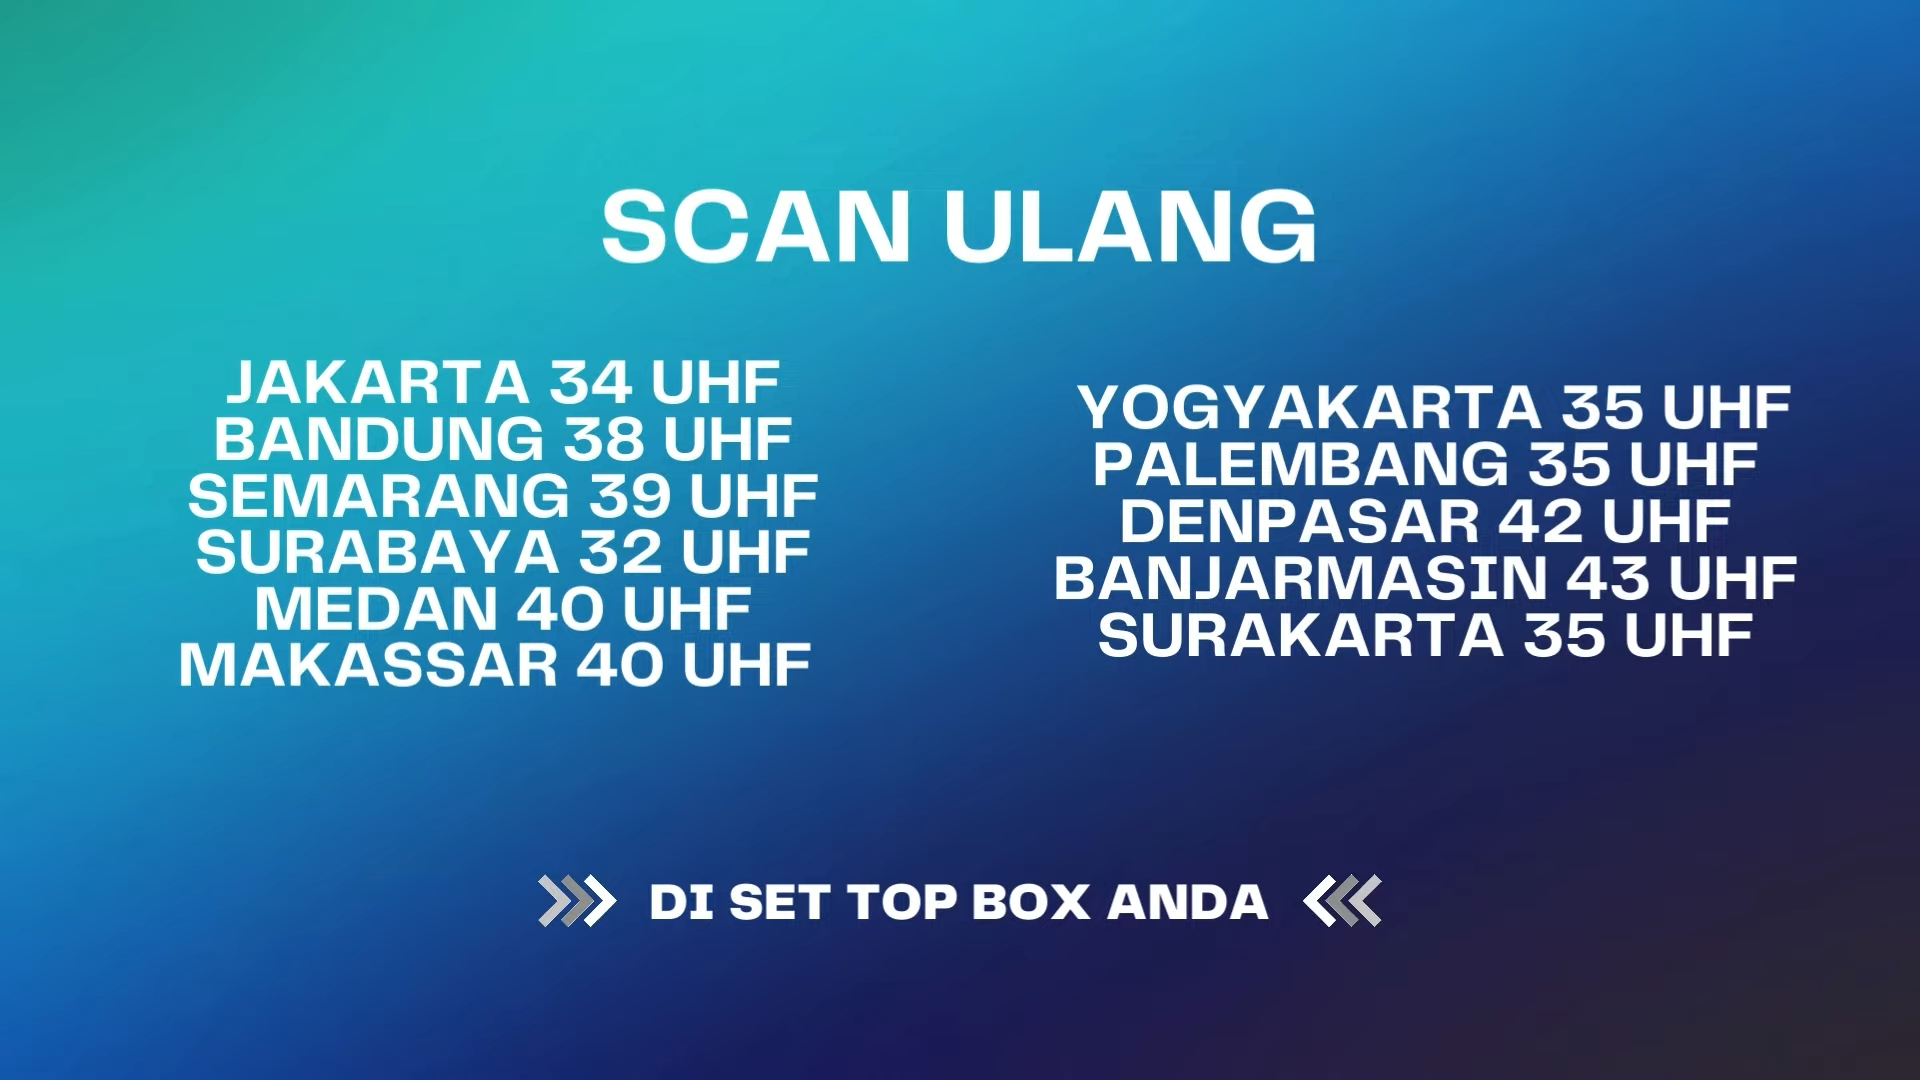 SCAN ULANG
JAKARTA 34 UHF
BANDUNG 38 UHF
SEMARANG 39 UHF
SURABAYA 32 UHF
MEDAN 40 UHF
MAKASSAR 40 UHF
YOGYAKARTA 35 UHF
PALEMBANG 35 UHF
DENPASAR 42 UHF
BANJARMASIN 43 UHF
SURAKARTA 35 UHF
DI SET TOP BOX ANDA